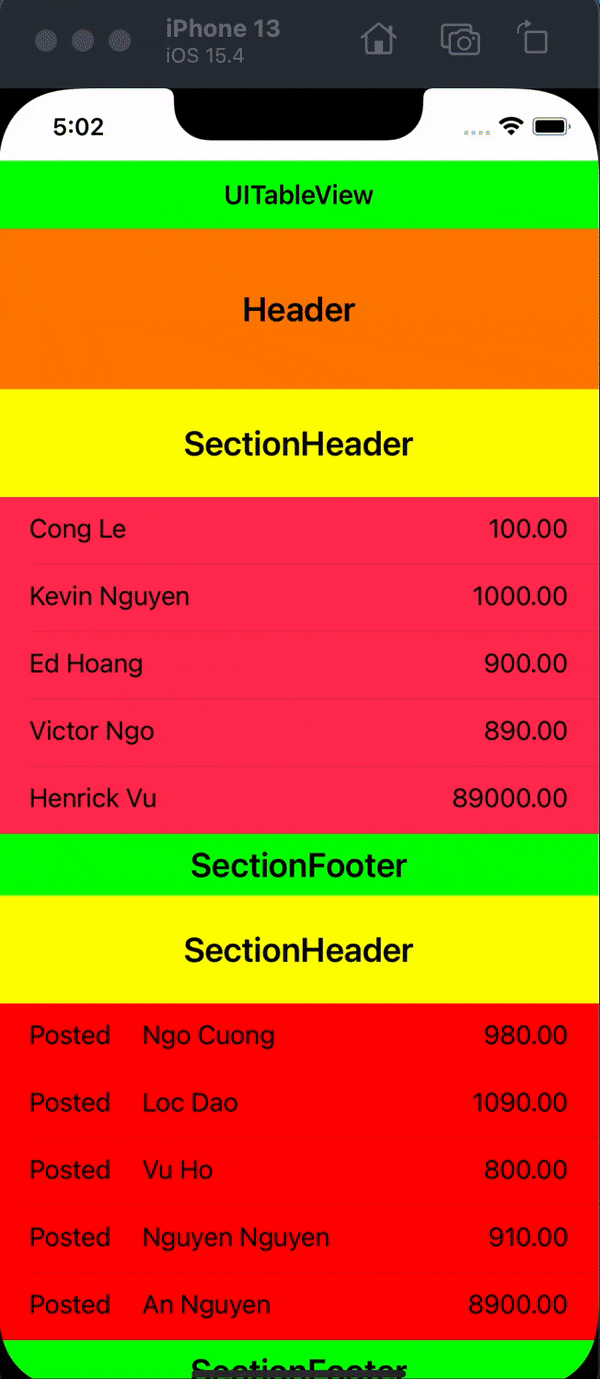 iPhone 13
iOS 15.4
5:02
UITableView
Header
SectionHeader
Cong Le 100.00
Kevin Nguyen 1000.00
Ed Hoang 900.00
Victor Ngo 890.00
Henrick Vu 89000.00
SectionFooter
SectionHeader
Posted Ngo Cuong 980.00
Posted Loc Dao 1090.00
Posted Vu Ho 800.00
Posted Nguyen Nguyen 910.00
Posted An Nguyen 8900.00
SectionFooter